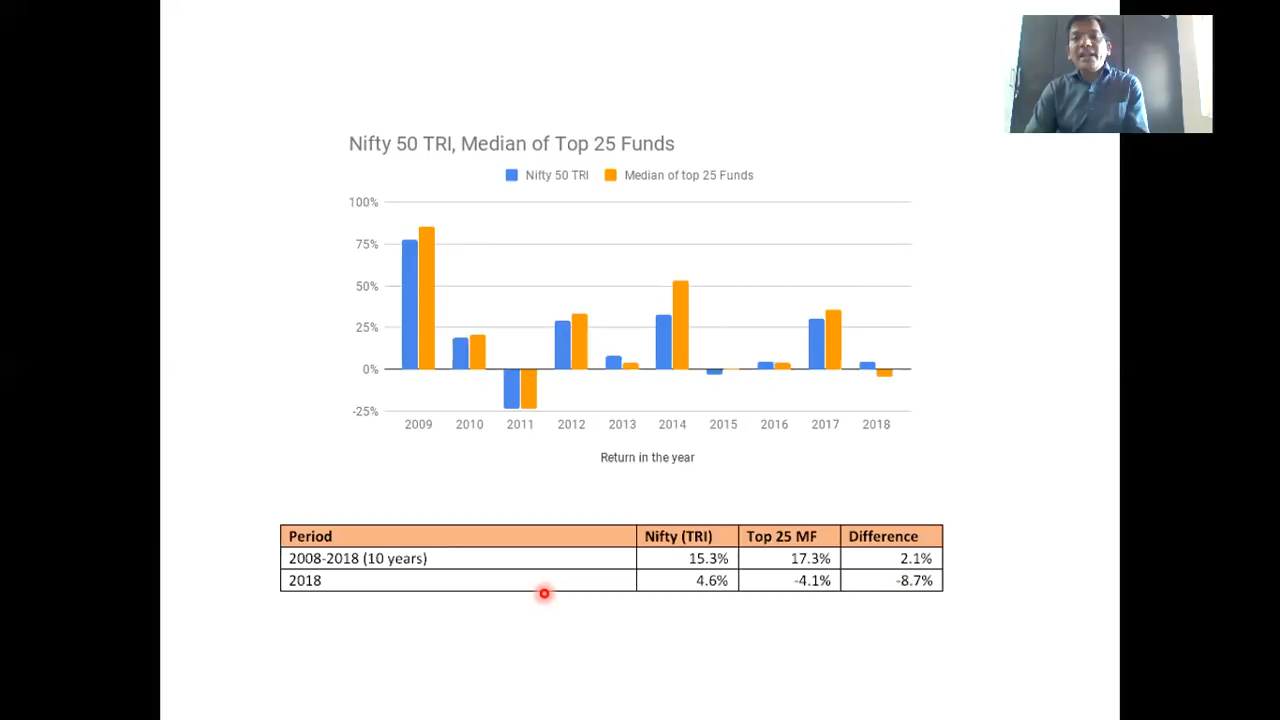 Nifty 50 TRI, Median of Top 25 Funds
Nifty 50 TRI Median of top 25 Funds
100%
75%
50%
25%
0%
-25%
2009 2010 2011 2012 2013 2014 2015 2016 2017 2018
Return in the year
Period Nifty (TRI) Top 25 MF Difference
2008-2018 (10 years) 15.3% 17.3% 2.1%
2018 4.6% -4.1% -8.7%